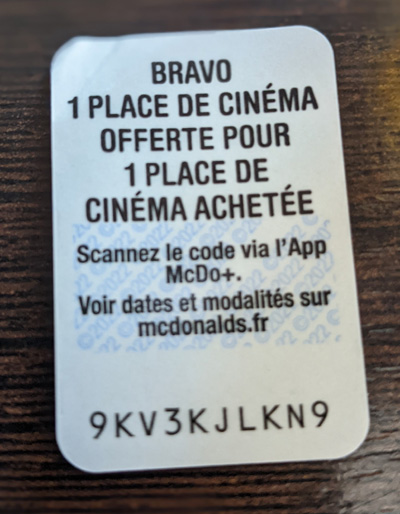 BRAVO
1 PLACE DE CINÉMA
OFFERTE POUR
1 PLACE DE
CINÉMA ACHETÉE
Scannez le code via l'App
McDo+.
Voir dates et modalités sur
mcdonalds.fr
9KV3KJLKN9